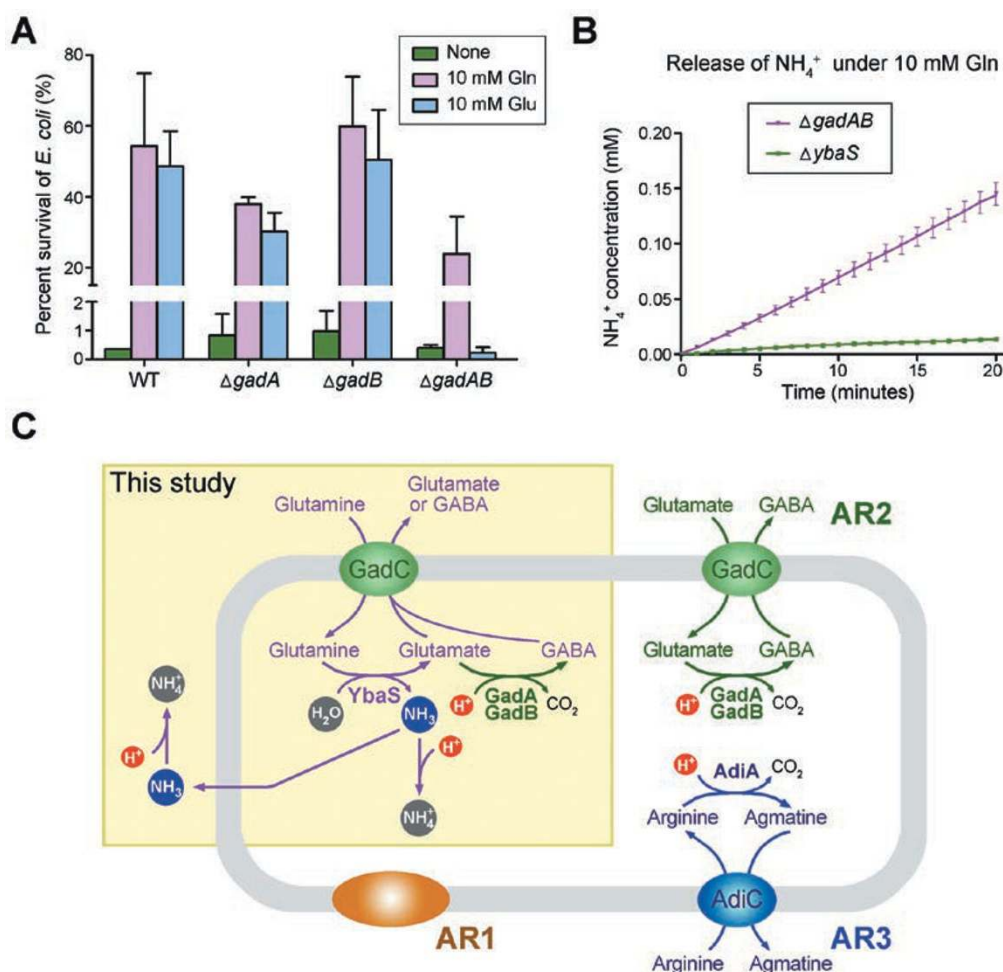 A
Percent survival of E. coli (%)
80
60
40
20
2
1
0
None
10 mM Gln
10 mM Glu
WT
ΔgadA
ΔgadB
ΔgadAB
B
Release of NH₄⁺ under 10 mM Gln
ΔgadAB
ΔybaS
NH₄⁺ concentration (mM)
0.20
0.15
0.10
0.05
0.00
0
5
10
15
20
Time (minutes)
C
This study
Glutamine
Glutamate
or GABA
GadC
Glutamine
Glutamate
GABA
YbaS
H₂O
NH₃
H⁺
GadA
GadB
CO₂
H⁺
NH₄⁺
NH₄⁺
H⁺
NH₃
Glutamate
GABA
AR2
GadC
Glutamate
GABA
H⁺
GadA
GadB
CO₂
H⁺
AdiA
CO₂
Arginine
Agmatine
AdiC
AR1
AR3
Arginine
Agmatine